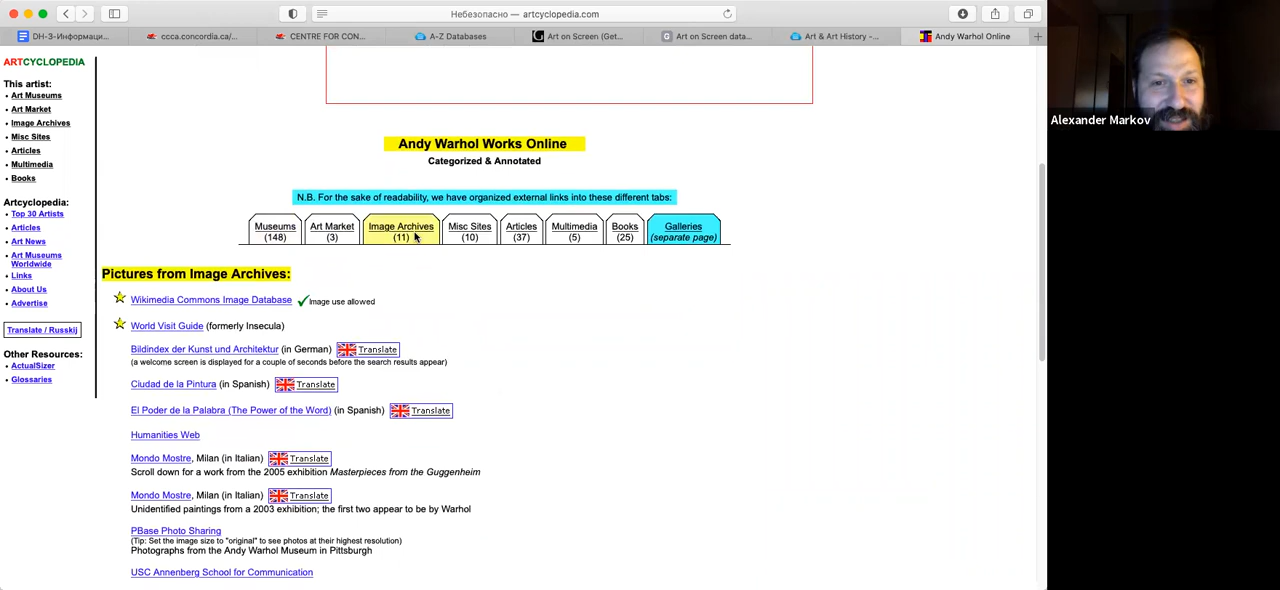 Небезопасно — artcyclopedia.com
DH-3-Информаци...
ccca.concordia.ca/...
CENTRE FOR CON...
A-Z Databases
Art on Screen (Get...
Art on Screen data...
Art & Art History -...
Andy Warhol Online
ARTCYCLOPEDIA
This artist:
• Art Museums
• Art Market
• Image Archives
• Misc Sites
• Articles
• Multimedia
• Books
Artcyclopedia:
• Top 30 Artists
• Articles
• Art News
• Art Museums
Worldwide
• Links
• About Us
• Advertise
Translate / Russkij
Other Resources:
• ActualSizer
• Glossaries
Andy Warhol Works Online
Categorized & Annotated
N.B. For the sake of readability, we have organized external links into these different tabs:
Museums
(148)
Art Market
(3)
Image Archives
(11)
Misc Sites
(10)
Articles
(37)
Multimedia
(5)
Books
(25)
Galleries
(separate page)
Pictures from Image Archives:
Wikimedia Commons Image Database Image use allowed
World Visit Guide (formerly Insecula)
Bildindex der Kunst und Architektur (in German) Translate
(a welcome screen is displayed for a couple of seconds before the search results appear)
Ciudad de la Pintura (in Spanish) Translate
El Poder de la Palabra (The Power of the Word) (in Spanish) Translate
Humanities Web
Mondo Mostre, Milan (in Italian) Translate
Scroll down for a work from the 2005 exhibition Masterpieces from the Guggenheim
Mondo Mostre, Milan (in Italian) Translate
Unidentified paintings from a 2003 exhibition; the first two appear to be by Warhol
PBase Photo Sharing
(Tip: Set the image size to "original" to see photos at their highest resolution)
Photographs from the Andy Warhol Museum in Pittsburgh
USC Annenberg School for Communication
Alexander Markov